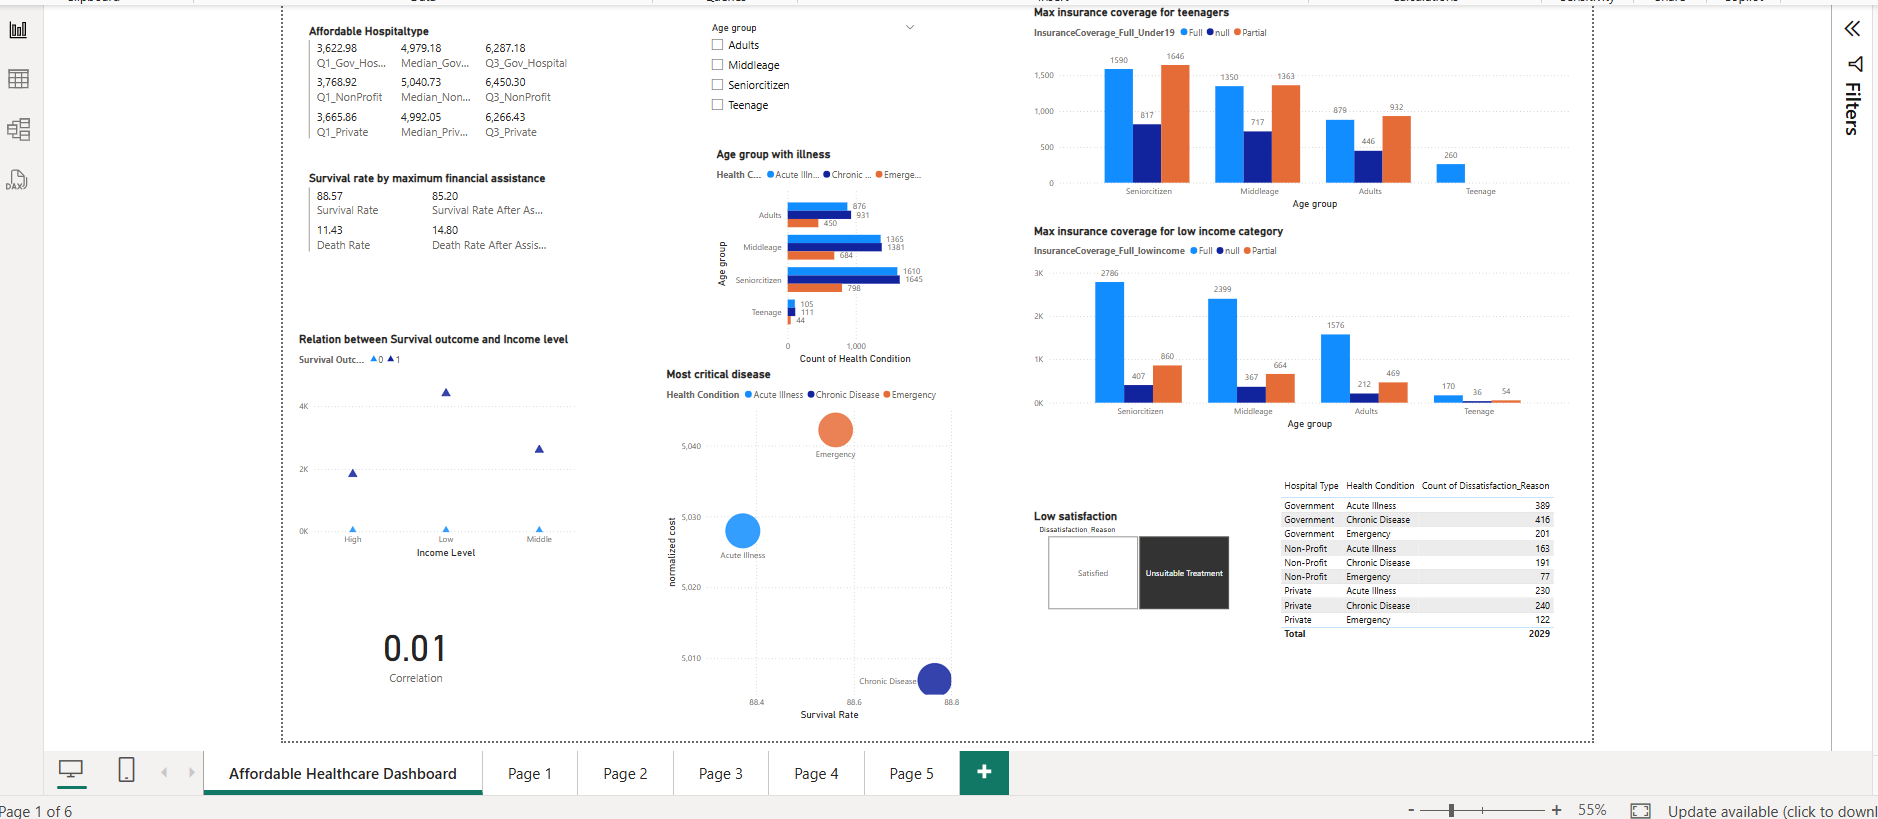 Affordable Hospitaltype
3,622.98 4,979.18 6,287.18
Q1_Gov_Hos... Median_Gov... Q3_Gov_Hospital
3,768.92 5,040.73 6,450.30
Q1_NonProfit Median_Non... Q3_NonProfit
3,665.86 4,992.05 6,266.43
Q1_Private Median_Priv... Q3_Private
Survival rate by maximum financial assistance
88.57 85.20
Survival Rate Survival Rate After As...
11.43 14.80
Death Rate Death Rate After Assis...
Relation between Survival outcome and Income level
Survival Outc... 0 1
4K
2K
0K
High Low Middle
Income Level
0.01
Correlation
Age group
Adults
Middleage
Seniorcitizen
Teenage
Age group with illness
Health C... Acute Illn... Chronic ... Emerge...
Age group
Adults 876
931
450
Middleage 1365
1381
684
Seniorcitizen 1610
1645
798
Teenage 105
111
44
0 1,000
Count of Health Condition
Most critical disease
Health Condition Acute Illness Chronic Disease Emergency
normalized cost
5,040
Emergency
5,030
Acute Illness
5,020
5,010
Chronic Disease
88.4 88.6 88.8
Survival Rate
Max insurance coverage for teenagers
InsuranceCoverage_Full_Under19 Full null Partial
1,500
1,000
500
0
1590 817 1646
1350 717 1363
879 446 932
260
Seniorcitizen Middleage Adults Teenage
Age group
Max insurance coverage for low income category
InsuranceCoverage_Full_lowincome Full null Partial
3K
2K
1K
0K
2786 407 860
2399 367 664
1576 212 469
170 36 54
Seniorcitizen Middleage Adults Teenage
Age group
Low satisfaction
Dissatisfaction_Reason
Satisfied Unsuitable Treatment
Hospital Type Health Condition Count of Dissatisfaction_Reason
Government Acute Illness 389
Government Chronic Disease 416
Government Emergency 201
Non-Profit Acute Illness 163
Non-Profit Chronic Disease 191
Non-Profit Emergency 77
Private Acute Illness 230
Private Chronic Disease 240
Private Emergency 122
Total 2029
Filters
DAX
Affordable Healthcare Dashboard Page 1 Page 2 Page 3 Page 4 Page 5 +
Page 1 of 6
- + 55% Update available (click to downl